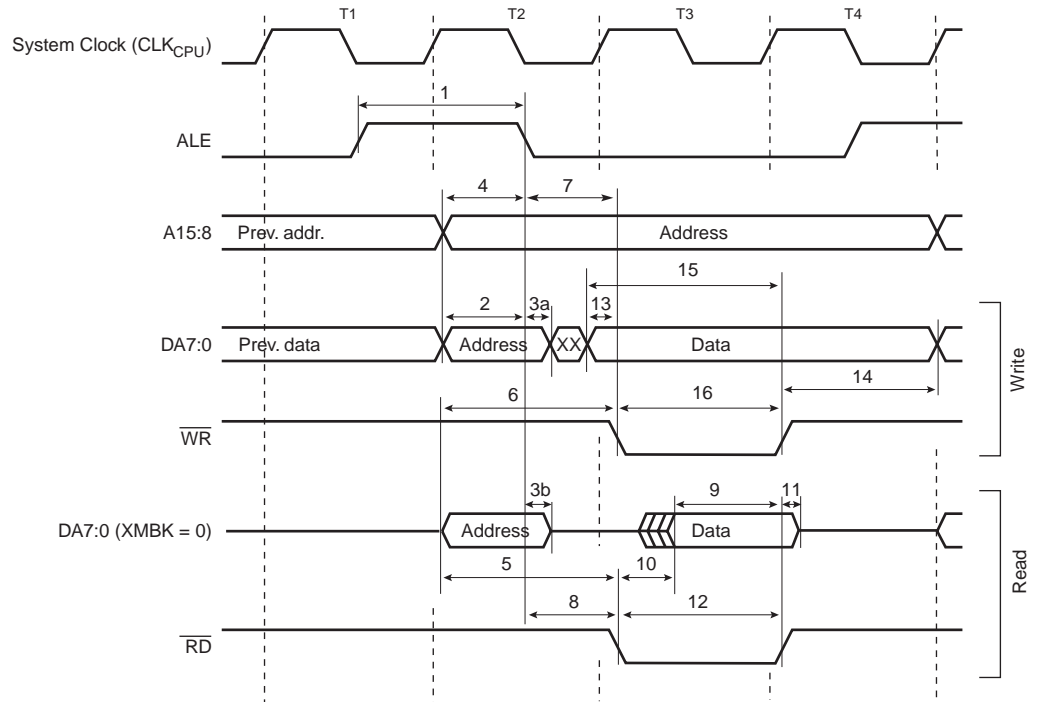 T1 T2 T3 T4
System Clock (CLKCPU)
1
ALE
4 7
A15:8 Prev. addr. Address
15
2 3a 13
DA7:0 Prev. data Address XX Data
14
6 16
WR
Write
3b 9 11
DA7:0 (XMBK = 0) Address Data
5 10
8 12
RD
Read